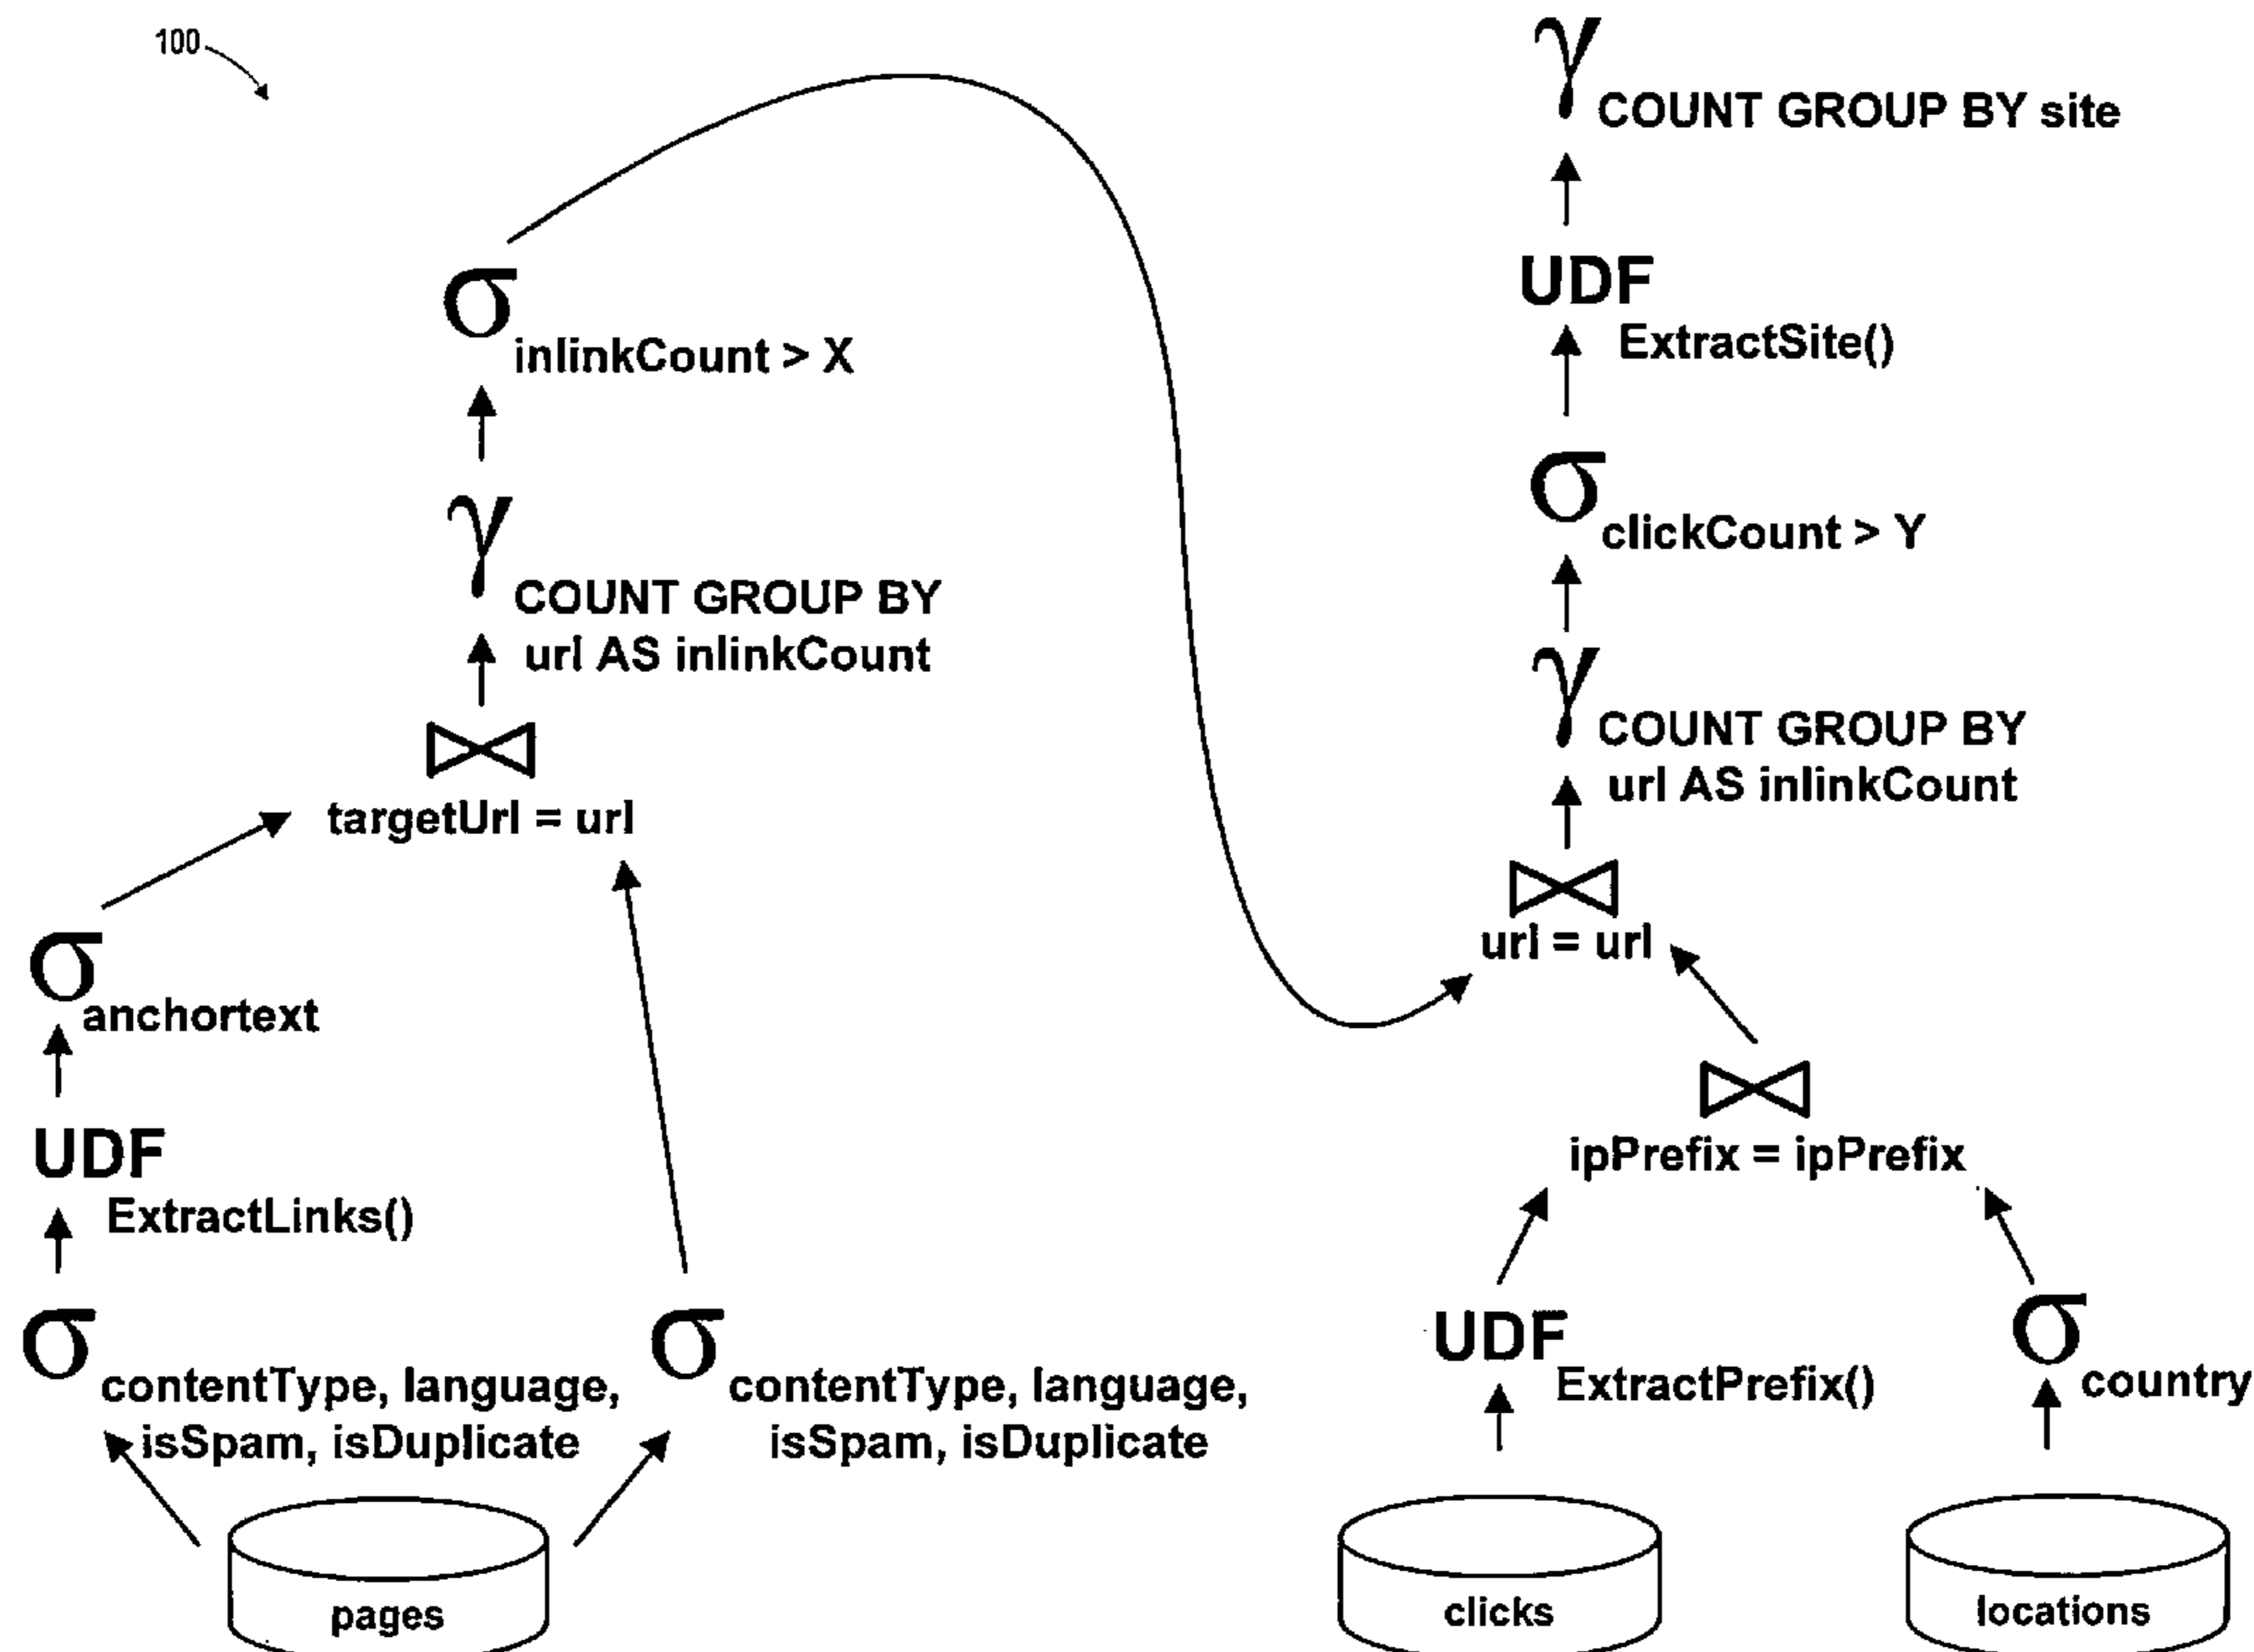 100
γ
COUNT GROUP BY site
UDF
ExtractSite()
σ
inlinkCount > X
σ
clickCount > Y
γ
COUNT GROUP BY
url AS inlinkCount
γ
COUNT GROUP BY
url AS inlinkCount
⋈
targetUrl = url
⋈
url = url
σ
anchortext
⋈
ipPrefix = ipPrefix
UDF
ExtractLinks()
σ
contentType, language,
isSpam, isDuplicate
σ
contentType, language,
isSpam, isDuplicate
UDF
ExtractPrefix()
σ
country
pages
clicks
locations